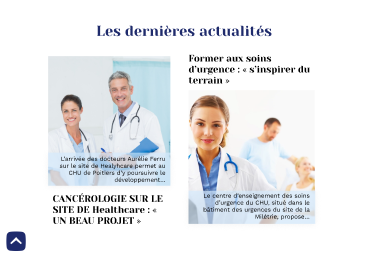 Les dernières actualités
L'arrivée des docteurs Aurélie Ferru
sur le site de Healyhcare permet au
CHU de Poitiers d'y poursuivre le
développement...
CANCÉROLOGIE SUR LE
SITE DE Healthcare : «
UN BEAU PROJET »
Former aux soins
d'urgence : « s'inspirer du
terrain »
Le centre d'enseignement des soins
d'urgence du CHU, situé dans le
bâtiment des urgences du site de la
Milétrie, propose...